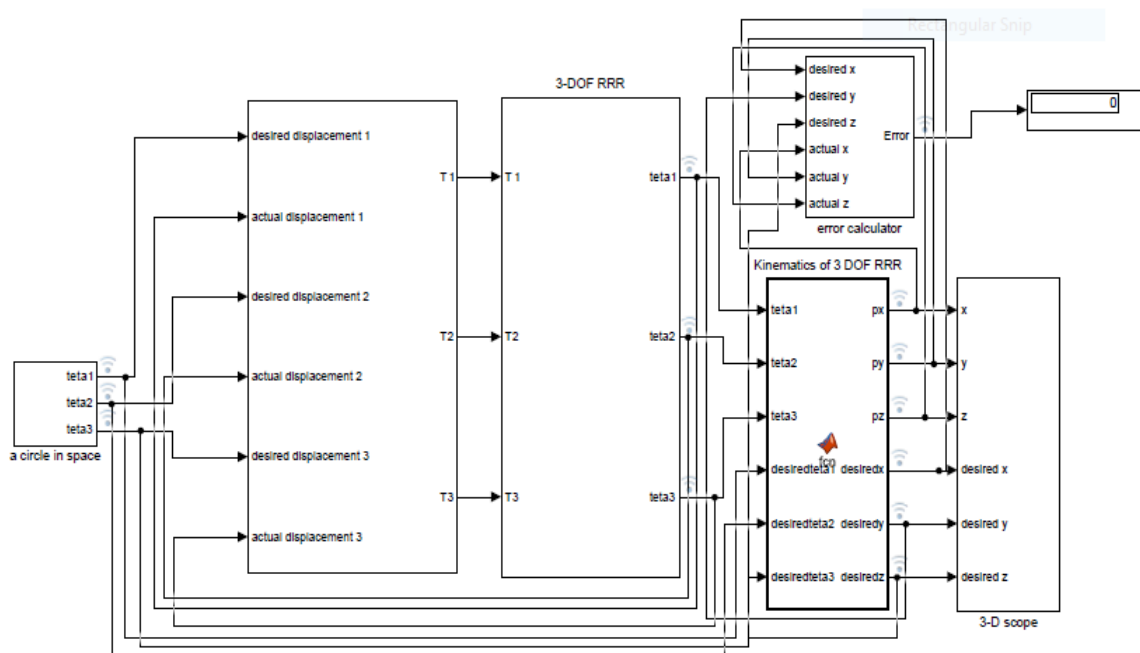 Rectangular Snip
3-DOF RRR
desired x
desired y
desired z
actual x
actual y
actual z
Error
error calculator
0
desired displacement 1
actual displacement 1
desired displacement 2
actual displacement 2
desired displacement 3
actual displacement 3
T1
T2
T3
T1
T2
T3
teta1
teta2
teta3
teta1
teta2
teta3
a circle in space
Kinematics of 3 DOF RRR
teta1
teta2
teta3
desiredteta1
desiredteta2
desiredteta3
fcn
px
py
pz
desiredx
desiredy
desiredz
x
y
z
desired x
desired y
desired z
3-D scope